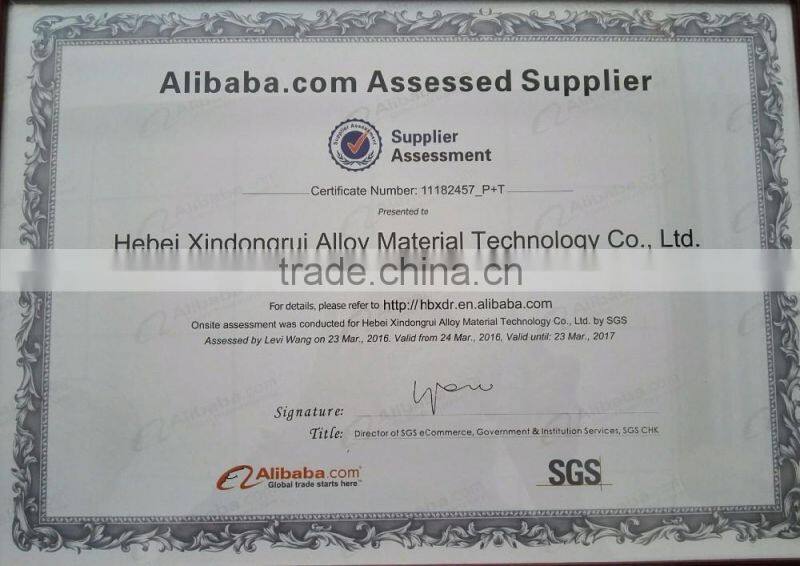 Alibaba.com Assessed Supplier
Supplier Assessment
Supplier
Assessment
Certificate Number: 11182457_P+T
Presented to
Hebei Xindongrui Alloy Material Technology Co., Ltd.
trade.china.cn
For details, please refer to http://hbxdr.en.alibaba.com
Onsite assessment was conducted for Hebei Xindongrui Alloy Material Technology Co., Ltd. by SGS
Assessed by Levi Wang on 23 Mar., 2016. Valid from 24 Mar., 2016, Valid until: 23 Mar., 2017
Signature:
Title: Director of SGS eCommerce, Government & Institution Services, SGS CHK
Alibaba.com
Global trade starts here™
SGS